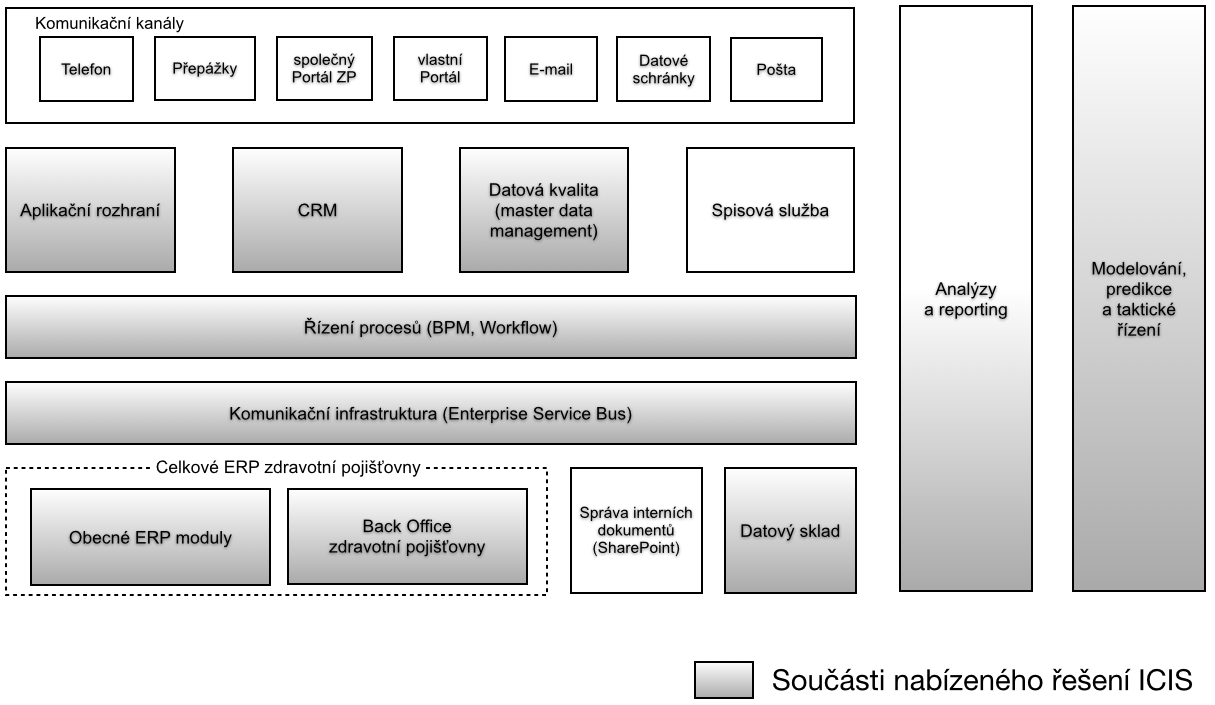 Komunikační kanály
Telefon
Přepážky
společný
Portál ZP
vlastní
Portál
E-mail
Datové
schránky
Pošta
Aplikační rozhraní
CRM
Datová kvalita
(master data
management)
Spisová služba
Řízení procesů (BPM, Workflow)
Komunikační infrastruktura (Enterprise Service Bus)
Celkové ERP zdravotní pojišťovny
Obecné ERP moduly
Back Office
zdravotní pojišťovny
Správa interních
dokumentů
(SharePoint)
Datový sklad
Analýzy
a reporting
Modelování,
predikce
a taktické
řízení
Součásti nabízeného řešení ICIS